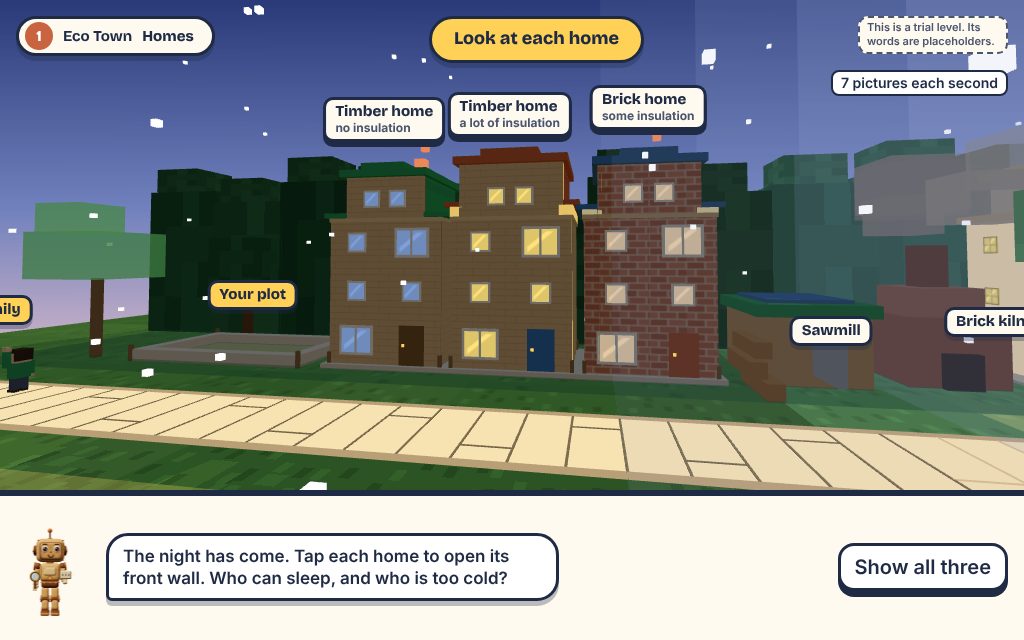 1 Eco Town Homes
Look at each home
This is a trial level. Its
words are placeholders.
7 pictures each second
Timber home
no insulation
Timber home
a lot of insulation
Brick home
some insulation
ily
Your plot
Sawmill
Brick kiln
The night has come. Tap each home to open its
front wall. Who can sleep, and who is too cold?
Show all three